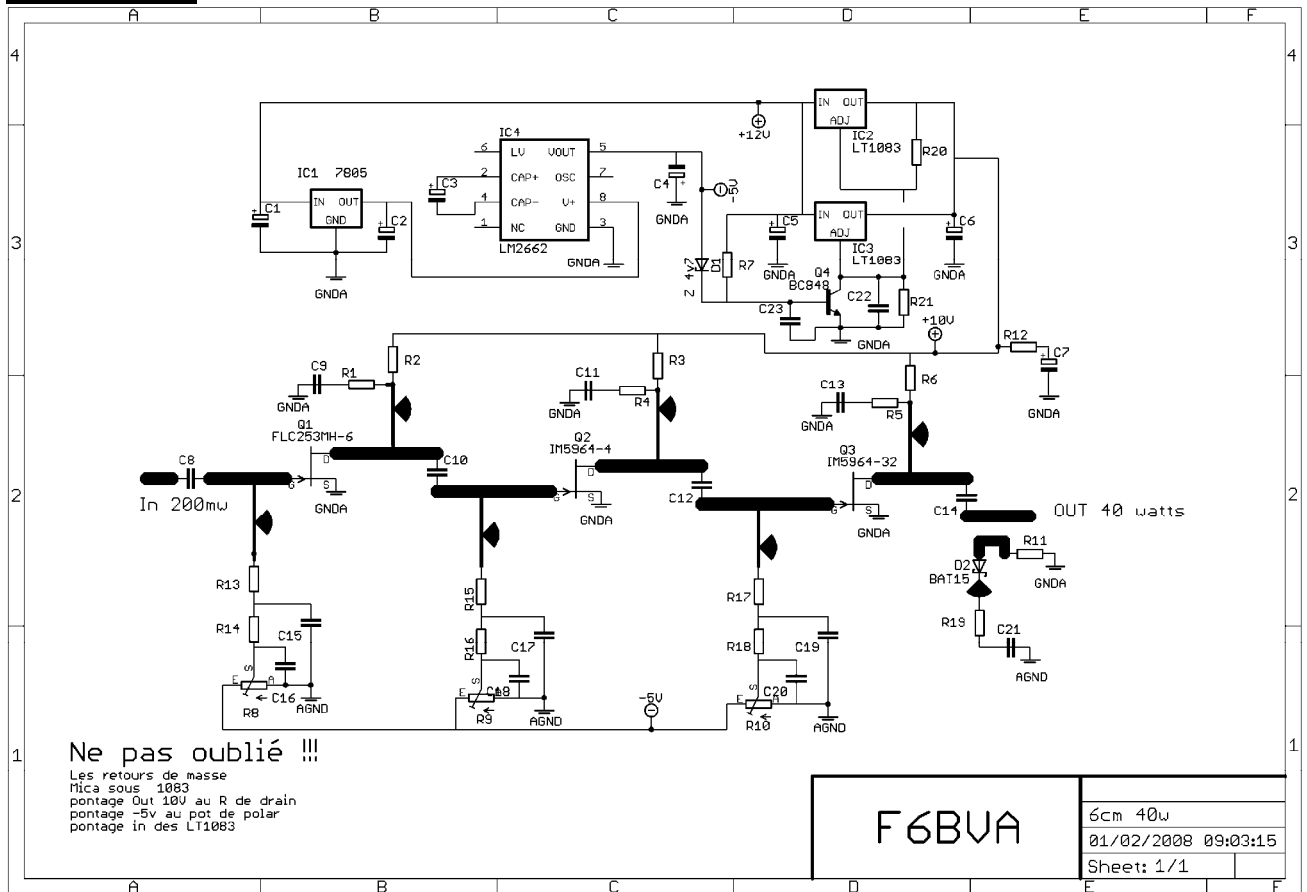 A B C D E F
4 4
IC4
6 LV VOUT 5
2 CAP+ OSC 7
4 CAP- V+ 8
1 NC GND 3
LM2662
IC1 7805
IN OUT
GND
C1
C2
C3
C4
GNDA
GNDA
GNDA
-5V
+12V
IN OUT
ADJ
IC2
LT1083
R20
IN OUT
ADJ
IC3
LT1083
C5
GNDA
C6
GNDA
3 3
Z 4v7
D1
R7
Q4
BC848
C22
R21
C23
GNDA
+10V
R12
C7
GNDA
R2
C9
R1
GNDA
R3
C11
R4
GNDA
R6
C13
R5
GNDA
Q1
FLC253MH-6
D
G
S
GNDA
C8
In 200mw
C10
Q2
IM5964-4
D
G
S
GNDA
C12
Q3
IM5964-32
D
G
S
GNDA
C14
OUT 40 watts
2 2
R11
GNDA
D2
BAT15
R19
C21
AGND
R13
R14
C15
C16
E S A
R8
AGND
R15
R16
C17
C18
E
R9
AGND
-5V
R17
R18
C19
C20
E S A
R10
AGND
1 1
Ne pas oublié !!!
Les retours de masse
Mica sous 1083
pontage Out 10V au R de drain
pontage -5v au pot de polar
pontage in des LT1083
F6BVA
6cm 40w
01/02/2008 09:03:15
Sheet: 1/1
A B C D E F